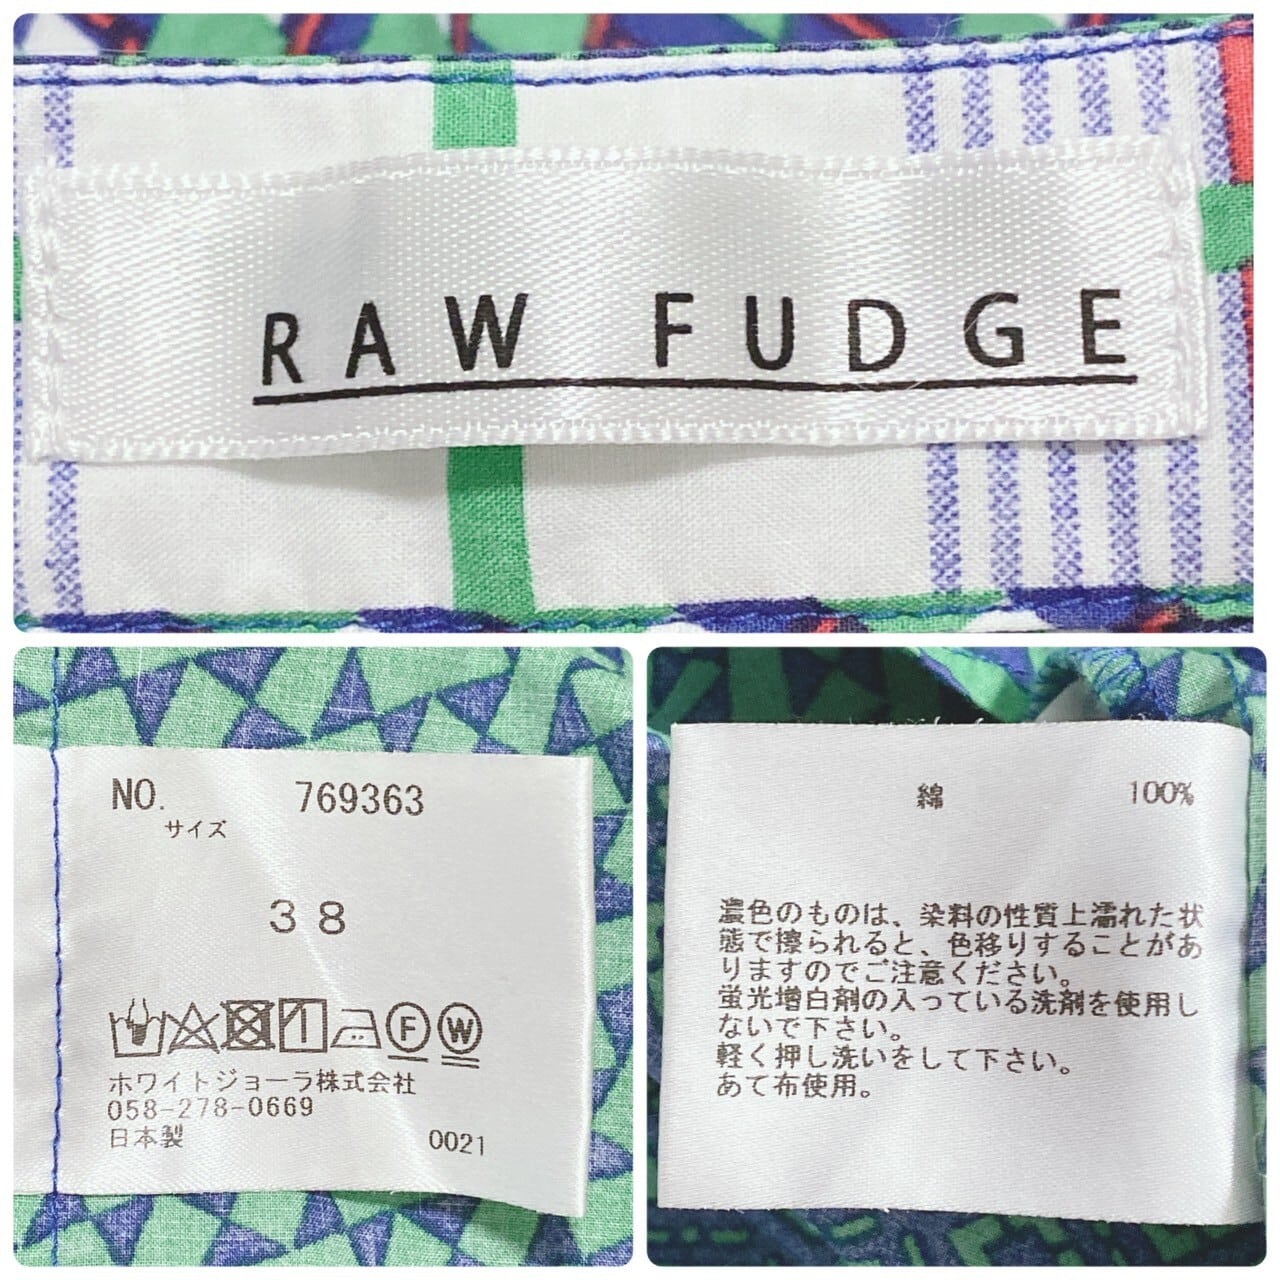 RAW FUDGE
NO. 769363
サイズ
38
F W
ホワイトジョーラ株式会社
058-278-0669
日本製 0021
綿 100%
濃色のものは、染料の性質上濡れた状
態で擦られると、色移りすることがあ
りますのでご注意ください。
蛍光増白剤の入っている洗剤を使用し
ないで下さい。
軽く押し洗いをして下さい。
あて布使用。